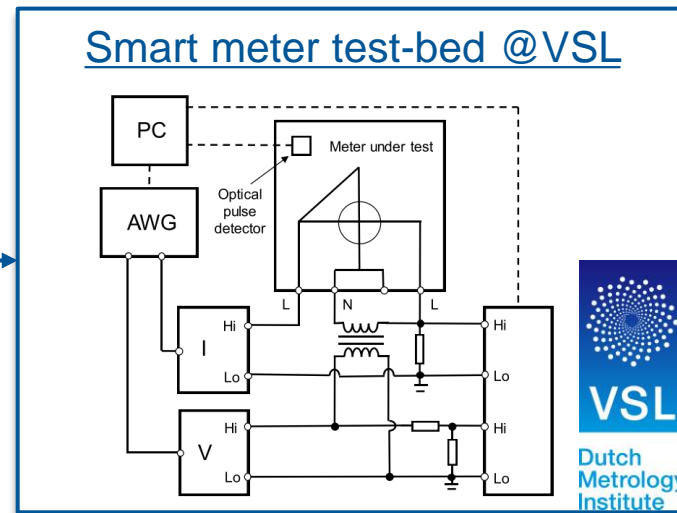 Smart meter test-bed @VSL
PC
Meter under test
Optical
pulse
detector
AWG
L
N
L
Hi
Hi
I
Lo
Lo
Hi
Hi
V
Lo
Lo
VSL
Dutch
Metrology
Institute